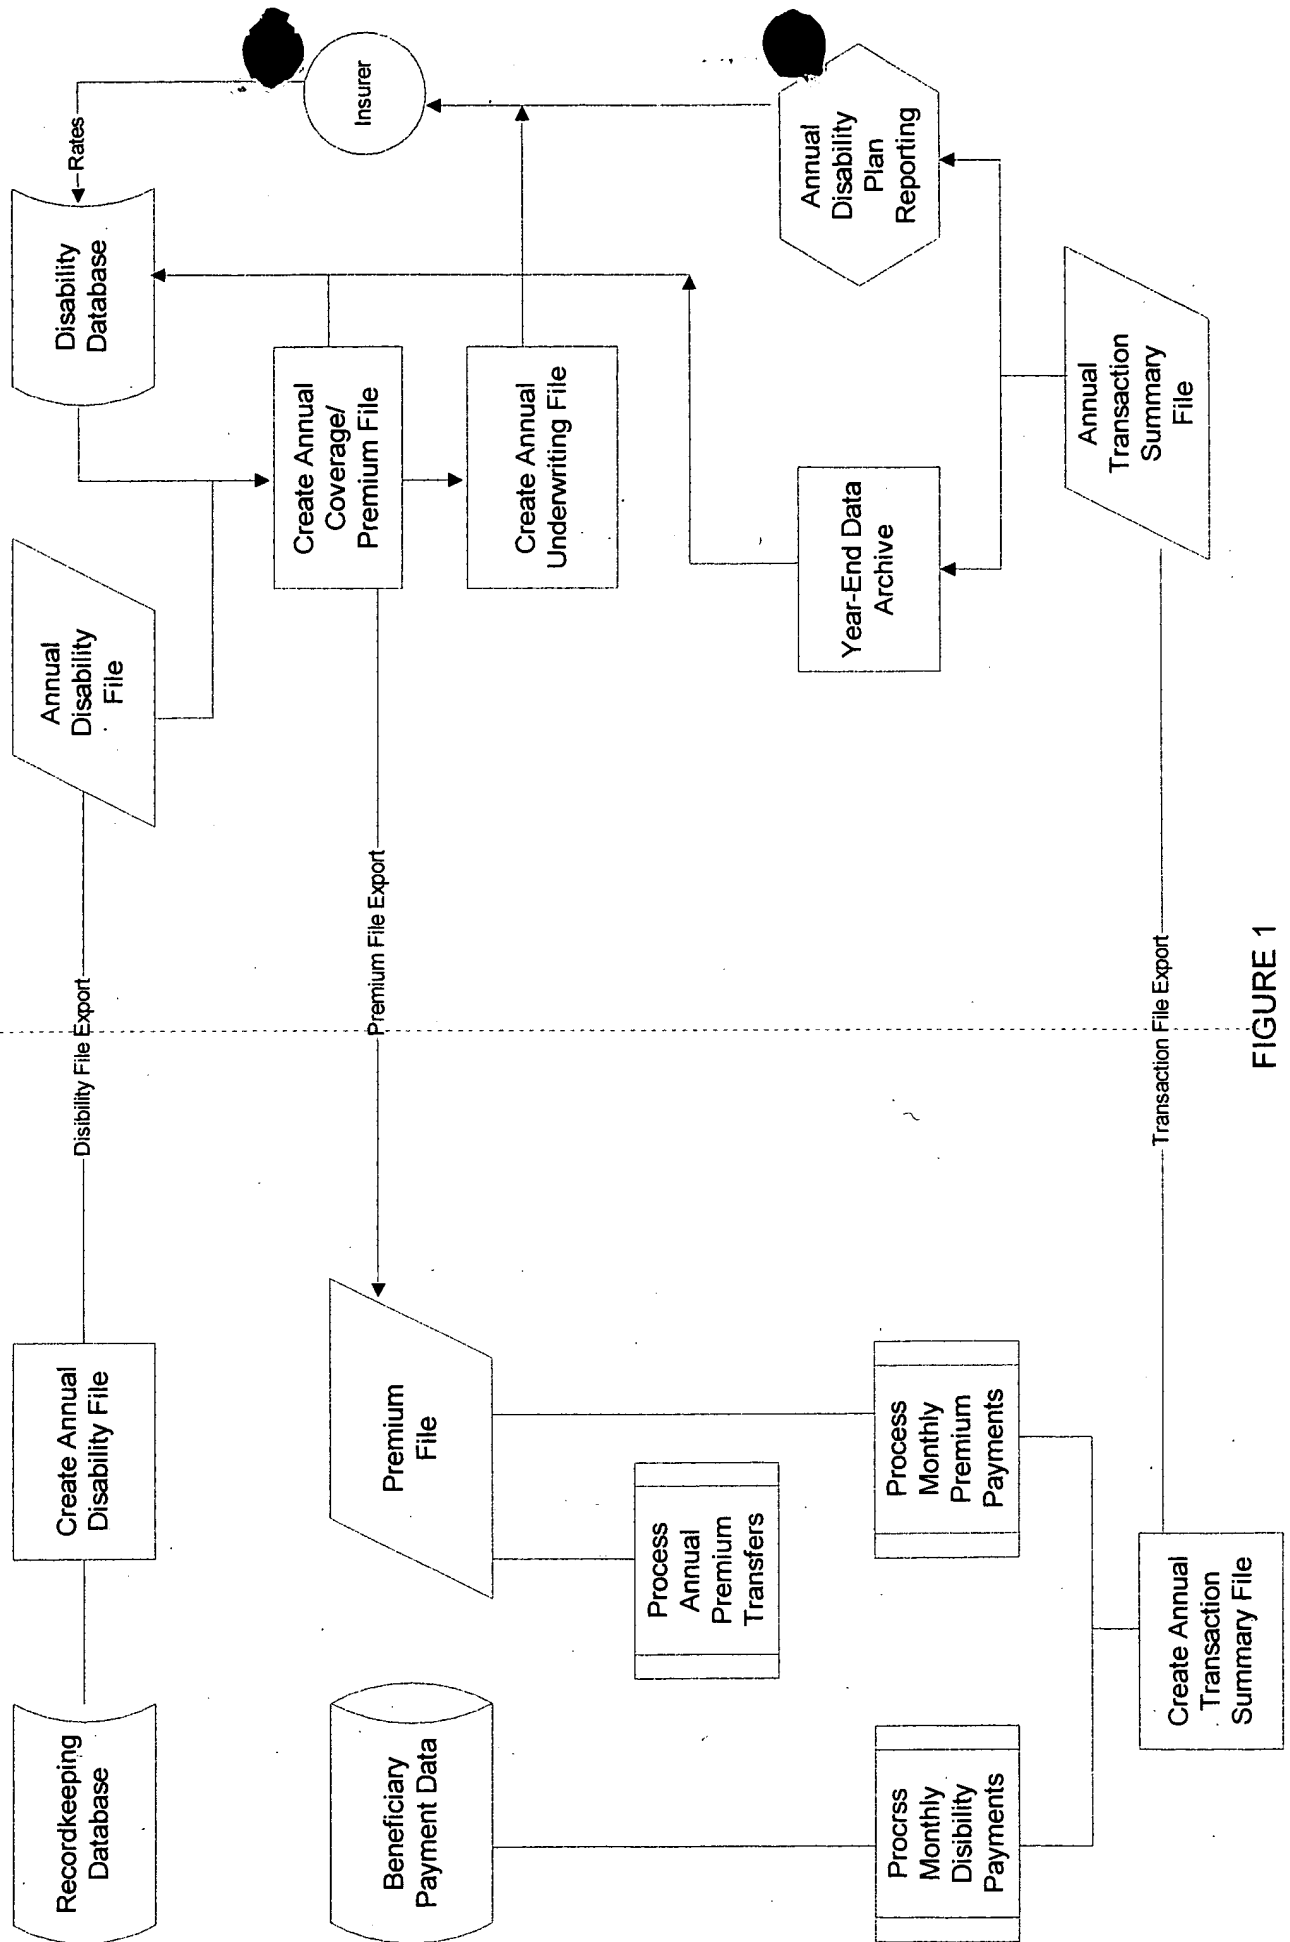 Recordkeeping
Database
Create Annual
Disability File
Disibility File Export
Annual
Disability
File
Disability
Database
Rates
Insurer
Beneficiary
Payment Data
Premium
File
Premium File Export
Create Annual
Coverage/
Premium File
Create Annual
Underwriting File
Process
Annual
Premium
Transfers
Procrss
Monthly
Disibility
Payments
Process
Monthly
Premium
Payments
Year-End Data
Archive
Annual
Disability
Plan
Reporting
Create Annual
Transaction
Summary File
Transaction File Export
Annual
Transaction
Summary
File
FIGURE 1